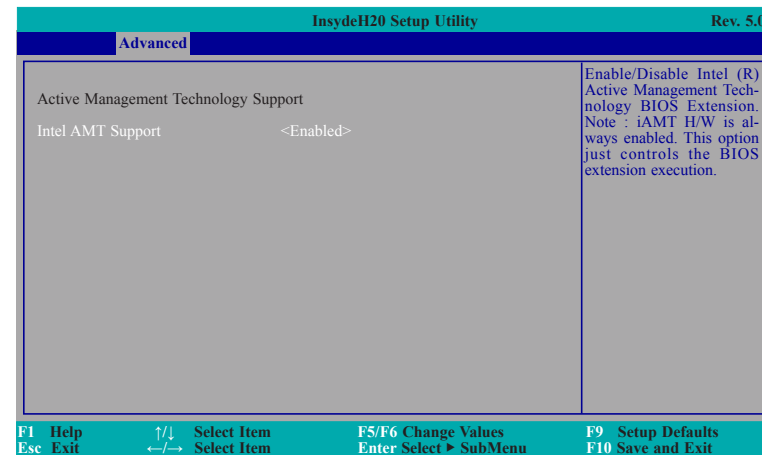 InsydeH20 Setup Utility Rev. 5.0
Advanced
Active Management Technology Support
Intel AMT Support <Enabled>
Enable/Disable Intel (R)
Active Management Tech-
nology BIOS Extension.
Note : iAMT H/W is al-
ways enabled. This option
just controls the BIOS
extension execution.
F1 Help ↑/↓ Select Item F5/F6 Change Values F9 Setup Defaults
Esc Exit ←/→ Select Item Enter Select ▶ SubMenu F10 Save and Exit